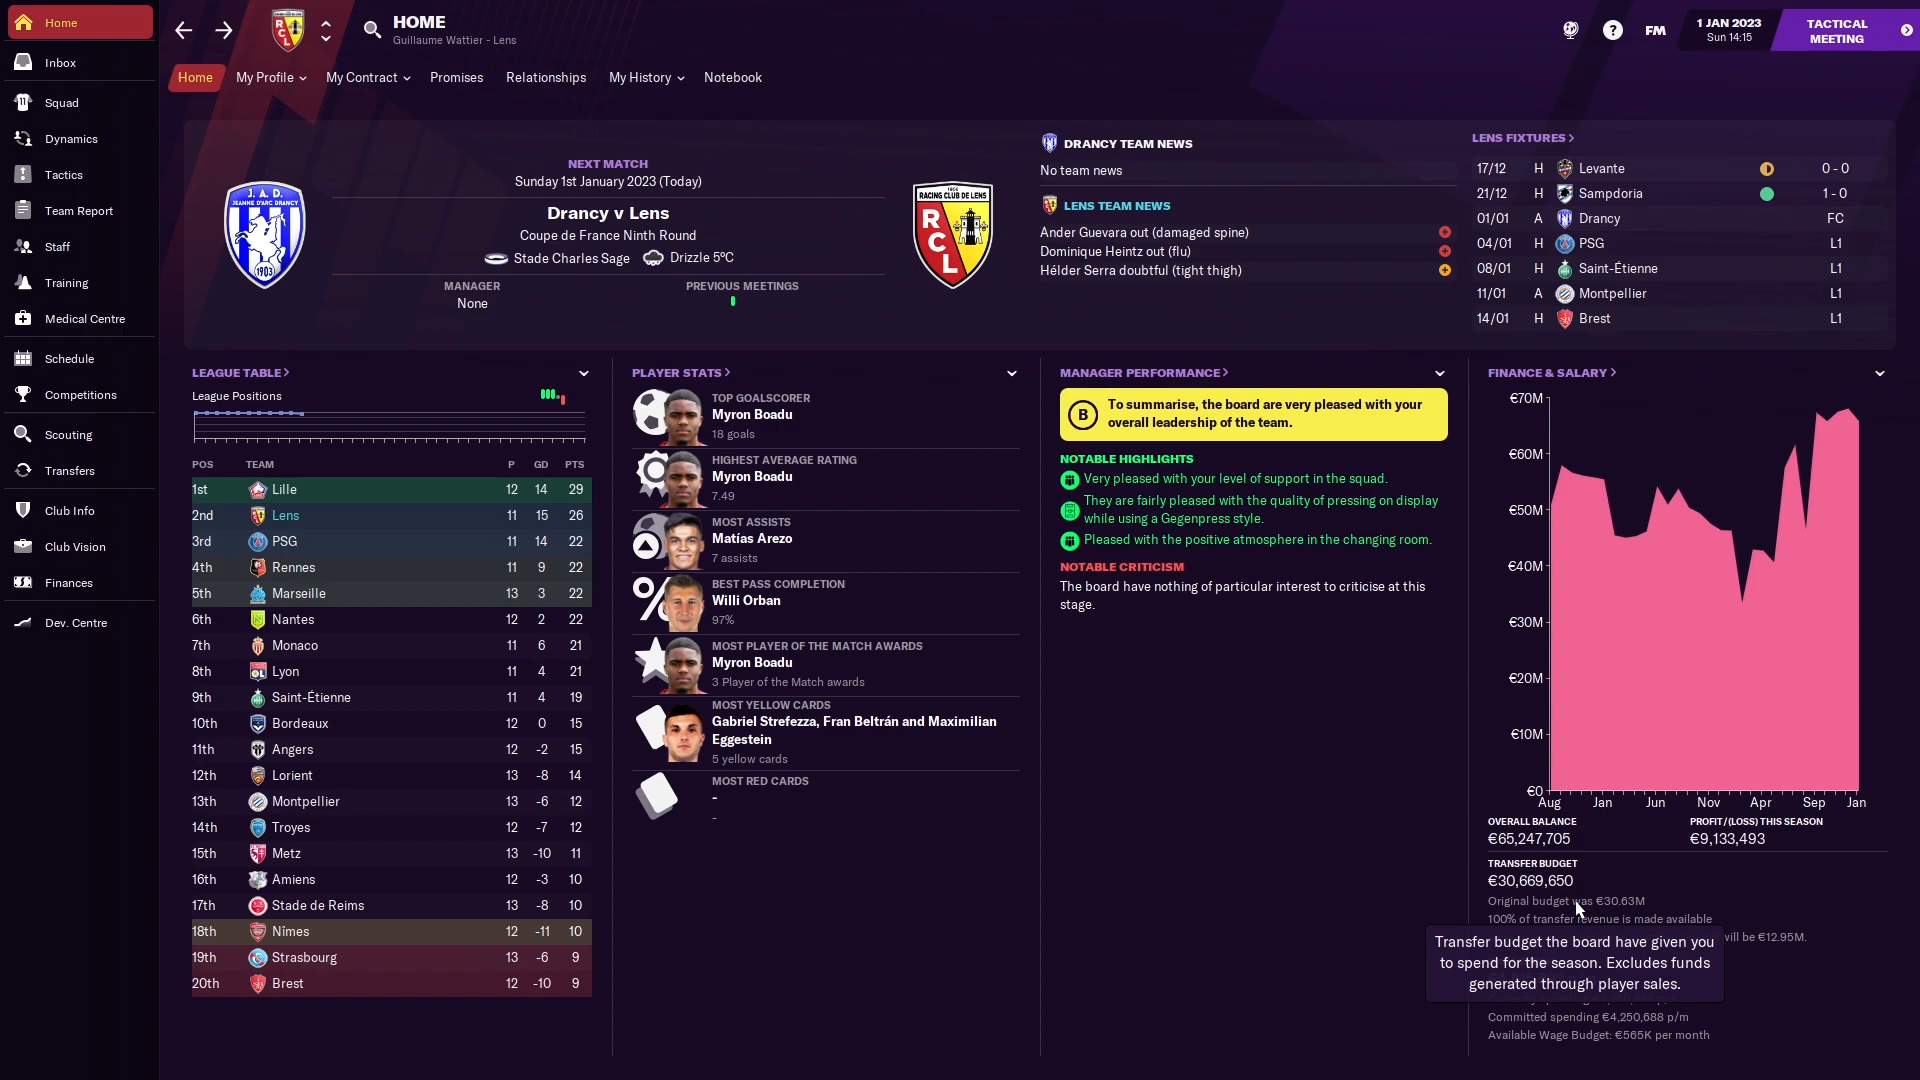 Home
Inbox
Squad
Dynamics
Tactics
Team Report
Staff
Training
Medical Centre
Schedule
Competitions
Scouting
Transfers
Club Info
Club Vision
Finances
Dev. Centre
HOME
Guillaume Wattier - Lens
FM
1 JAN 2023
Sun 14:15
TACTICAL
MEETING
Home
My Profile
My Contract
Promises
Relationships
My History
Notebook
J.A.D.
JEANNE D'ARC DRANCY
1903
NEXT MATCH
Sunday 1st January 2023 (Today)
Drancy v Lens
Coupe de France Ninth Round
Stade Charles Sage
Drizzle 5ºC
MANAGER
None
PREVIOUS MEETINGS
1906
RACING CLUB DE LENS
R
C
L
DRANCY TEAM NEWS
No team news
LENS TEAM NEWS
Ander Guevara out (damaged spine)
Dominique Heintz out (flu)
Hélder Serra doubtful (tight thigh)
LENS FIXTURES
17/12 H Levante 0 - 0
21/12 H Sampdoria 1 - 0
01/01 A Drancy FC
04/01 H PSG L1
08/01 H Saint-Étienne L1
11/01 A Montpellier L1
14/01 H Brest L1
LEAGUE TABLE
League Positions
POS TEAM P GD PTS
1st Lille 12 14 29
2nd Lens 11 15 26
3rd PSG 11 14 22
4th Rennes 11 9 22
5th Marseille 13 3 22
6th Nantes 12 2 22
7th Monaco 11 6 21
8th Lyon 11 4 21
9th Saint-Étienne 11 4 19
10th Bordeaux 12 0 15
11th Angers 12 -2 15
12th Lorient 13 -8 14
13th Montpellier 13 -6 12
14th Troyes 12 -7 12
15th Metz 13 -10 11
16th Amiens 12 -3 10
17th Stade de Reims 13 -8 10
18th Nîmes 12 -11 10
19th Strasbourg 13 -6 9
20th Brest 12 -10 9
PLAYER STATS
TOP GOALSCORER
Myron Boadu
18 goals
HIGHEST AVERAGE RATING
Myron Boadu
7.49
MOST ASSISTS
Matías Arezo
7 assists
BEST PASS COMPLETION
Willi Orban
97%
MOST PLAYER OF THE MATCH AWARDS
Myron Boadu
3 Player of the Match awards
MOST YELLOW CARDS
Gabriel Strefezza, Fran Beltrán and Maximilian
Eggestein
5 yellow cards
MOST RED CARDS
-
-
MANAGER PERFORMANCE
B
To summarise, the board are very pleased with your
overall leadership of the team.
NOTABLE HIGHLIGHTS
Very pleased with your level of support in the squad.
They are fairly pleased with the quality of pressing on display
while using a Gegenpress style.
Pleased with the positive atmosphere in the changing room.
NOTABLE CRITICISM
The board have nothing of particular interest to criticise at this
stage.
FINANCE & SALARY
€70M
€60M
€50M
€40M
€30M
€20M
€10M
€0
Aug Jan Jun Nov Apr Sep Jan
OVERALL BALANCE
€65,247,705
PROFIT/(LOSS) THIS SEASON
€9,133,493
TRANSFER BUDGET
€30,669,650
Original budget was €30.63M
100% of transfer revenue is made available
will be €12.95M.
Transfer budget the board have given you
to spend for the season. Excludes funds
generated through player sales.
Committed spending €4,250,688 p/m
Available Wage Budget: €565K per month